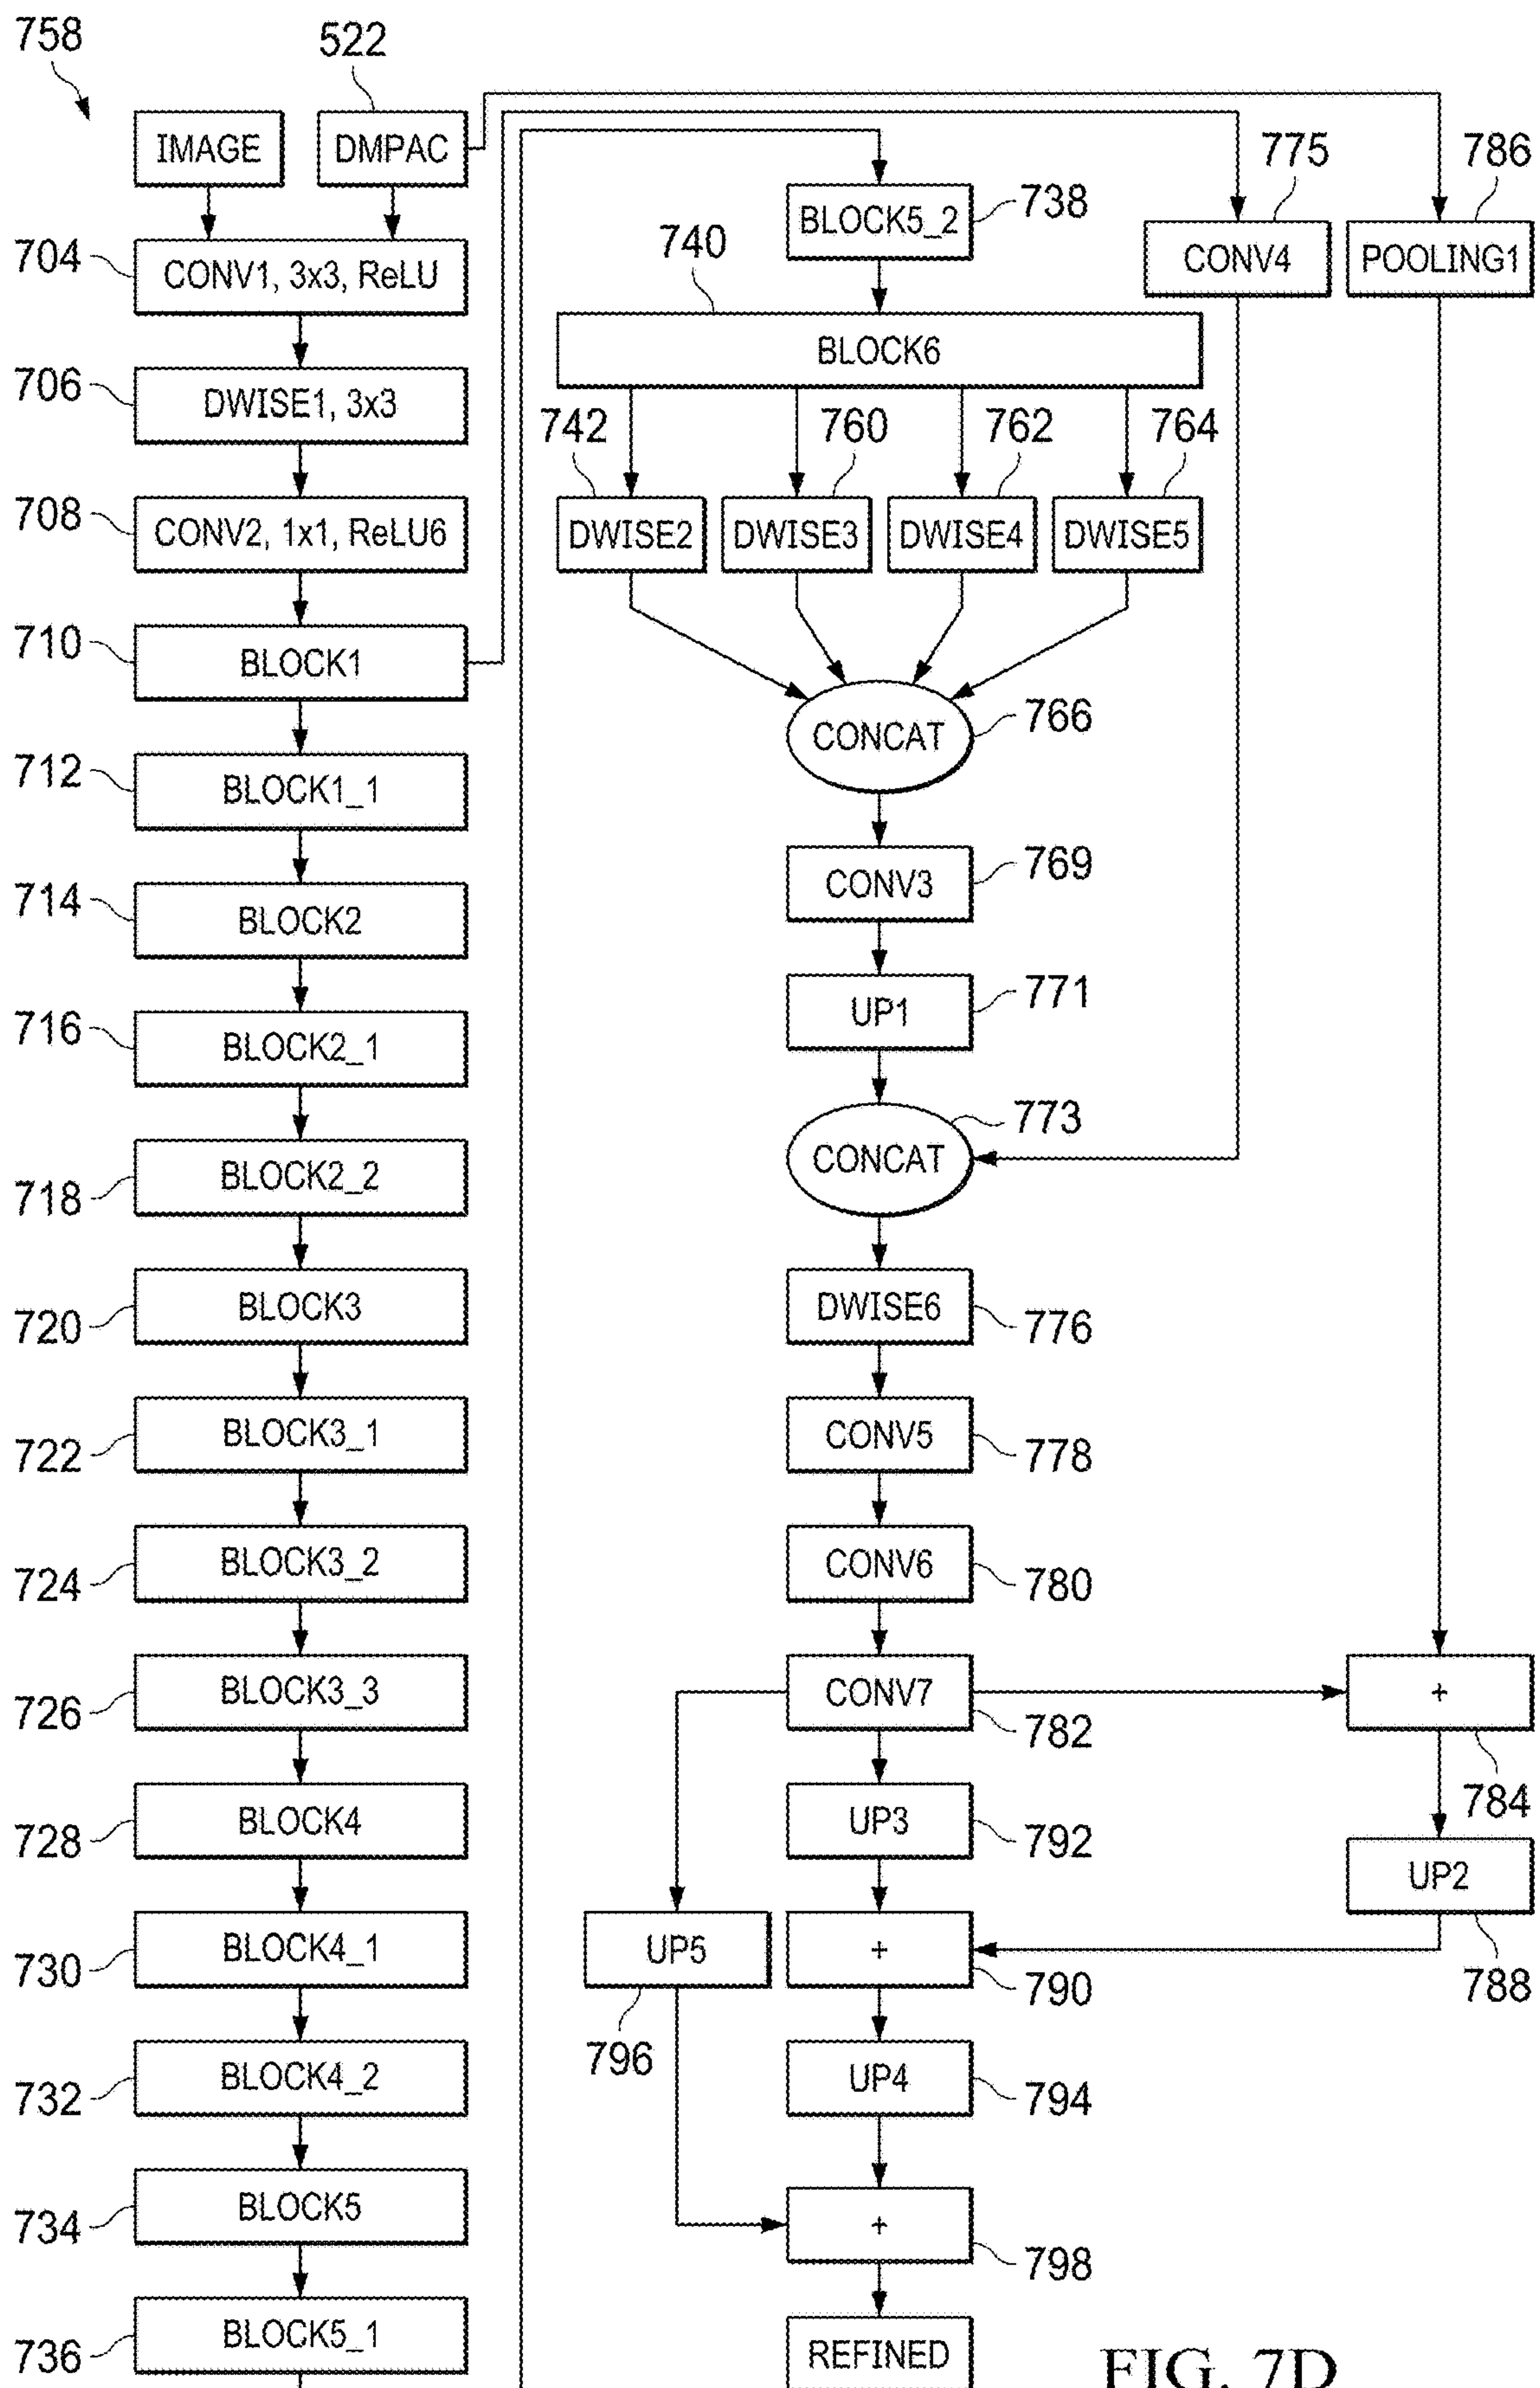 758
522
IMAGE
DMPAC
704
CONV1, 3x3, ReLU
706
DWISE1, 3x3
708
CONV2, 1x1, ReLU6
710
BLOCK1
712
BLOCK1_1
714
BLOCK2
716
BLOCK2_1
718
BLOCK2_2
720
BLOCK3
722
BLOCK3_1
724
BLOCK3_2
726
BLOCK3_3
728
BLOCK4
730
BLOCK4_1
732
BLOCK4_2
734
BLOCK5
736
BLOCK5_1
BLOCK5_2
738
775
CONV4
786
POOLING1
740
BLOCK6
742
760
762
764
DWISE2
DWISE3
DWISE4
DWISE5
CONCAT
766
CONV3
769
UP1
771
CONCAT
773
DWISE6
776
CONV5
778
CONV6
780
CONV7
782
+
784
UP3
792
UP2
788
UP5
796
+
790
UP4
794
+
798
REFINED
FIG. 7D